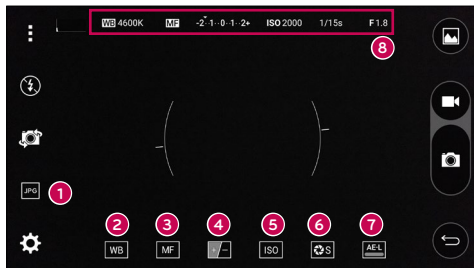 WB 4600K MF -2··1··0··1··2+ ISO 2000 1/15s F1.8
8
JPG 1
2 3 4 5 6 7
WB MF +/- ISO S AE-L